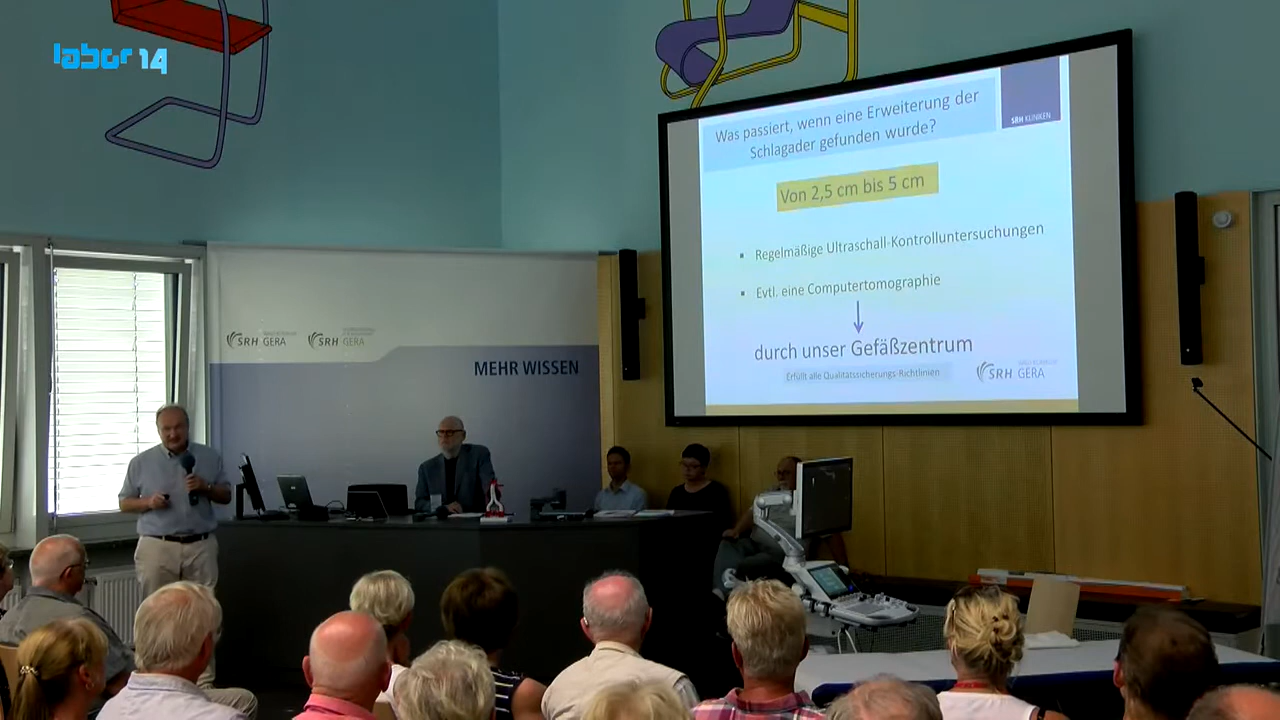 labor 14
Was passiert, wenn eine Erweiterung der
Schlagader gefunden wurde?
SRH KLINIKEN
Von 2,5 cm bis 5 cm
▪ Regelmäßige Ultraschall-Kontrolluntersuchungen
▪ Evtl. eine Computertomographie
durch unser Gefäßzentrum
Erfüllt alle Qualitätssicherungs-Richtlinien
SRH GERA
SRH GERA
SRH GERA
MEHR WISSEN